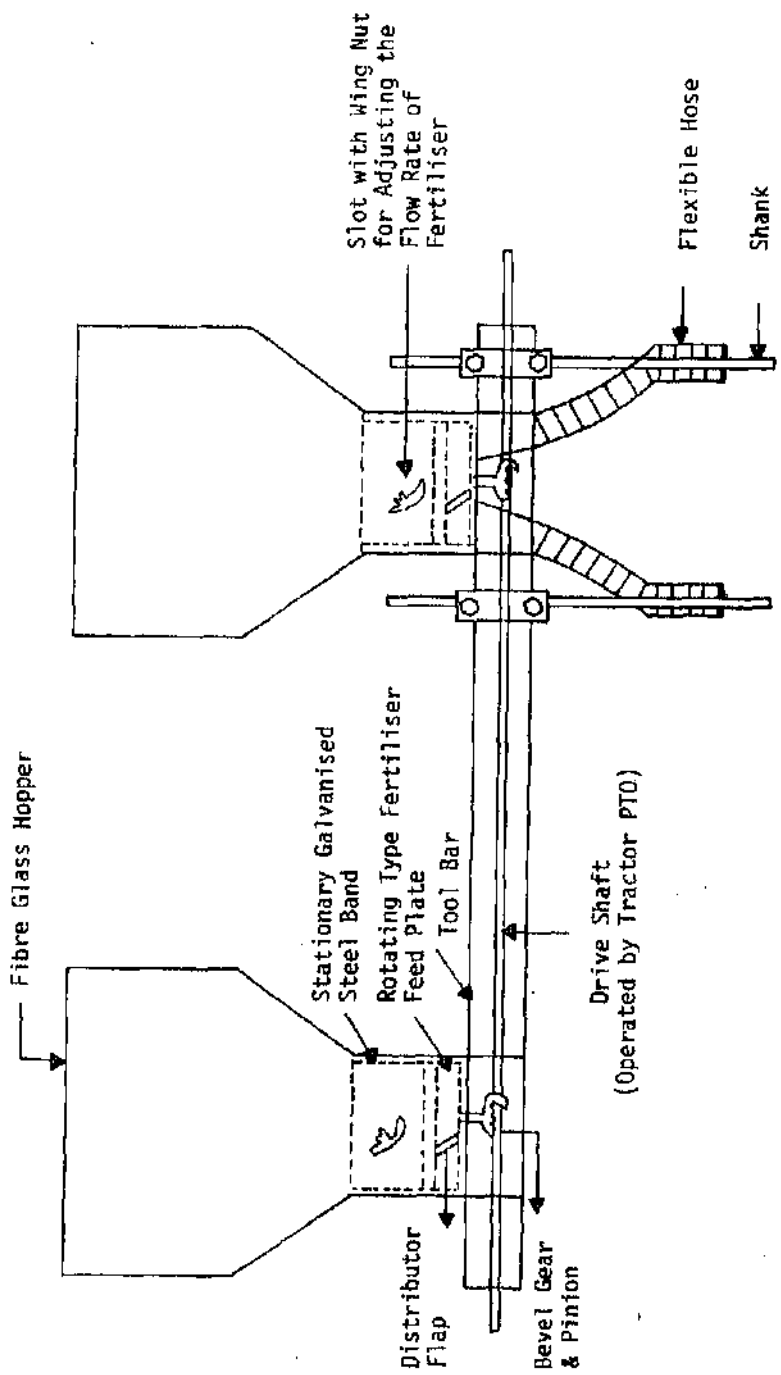 Fibre Glass Hopper
Stationary Galvanised
Steel Band
Rotating Type Fertiliser
Feed Plate
Tool Bar
Distributor
Flap
Bevel Gear
& Pinion
Drive Shaft
(Operated by Tractor PTO)
Slot with Wing Nut
for Adjusting the
Flow Rate of
Fertiliser
Flexible Hose
Shank